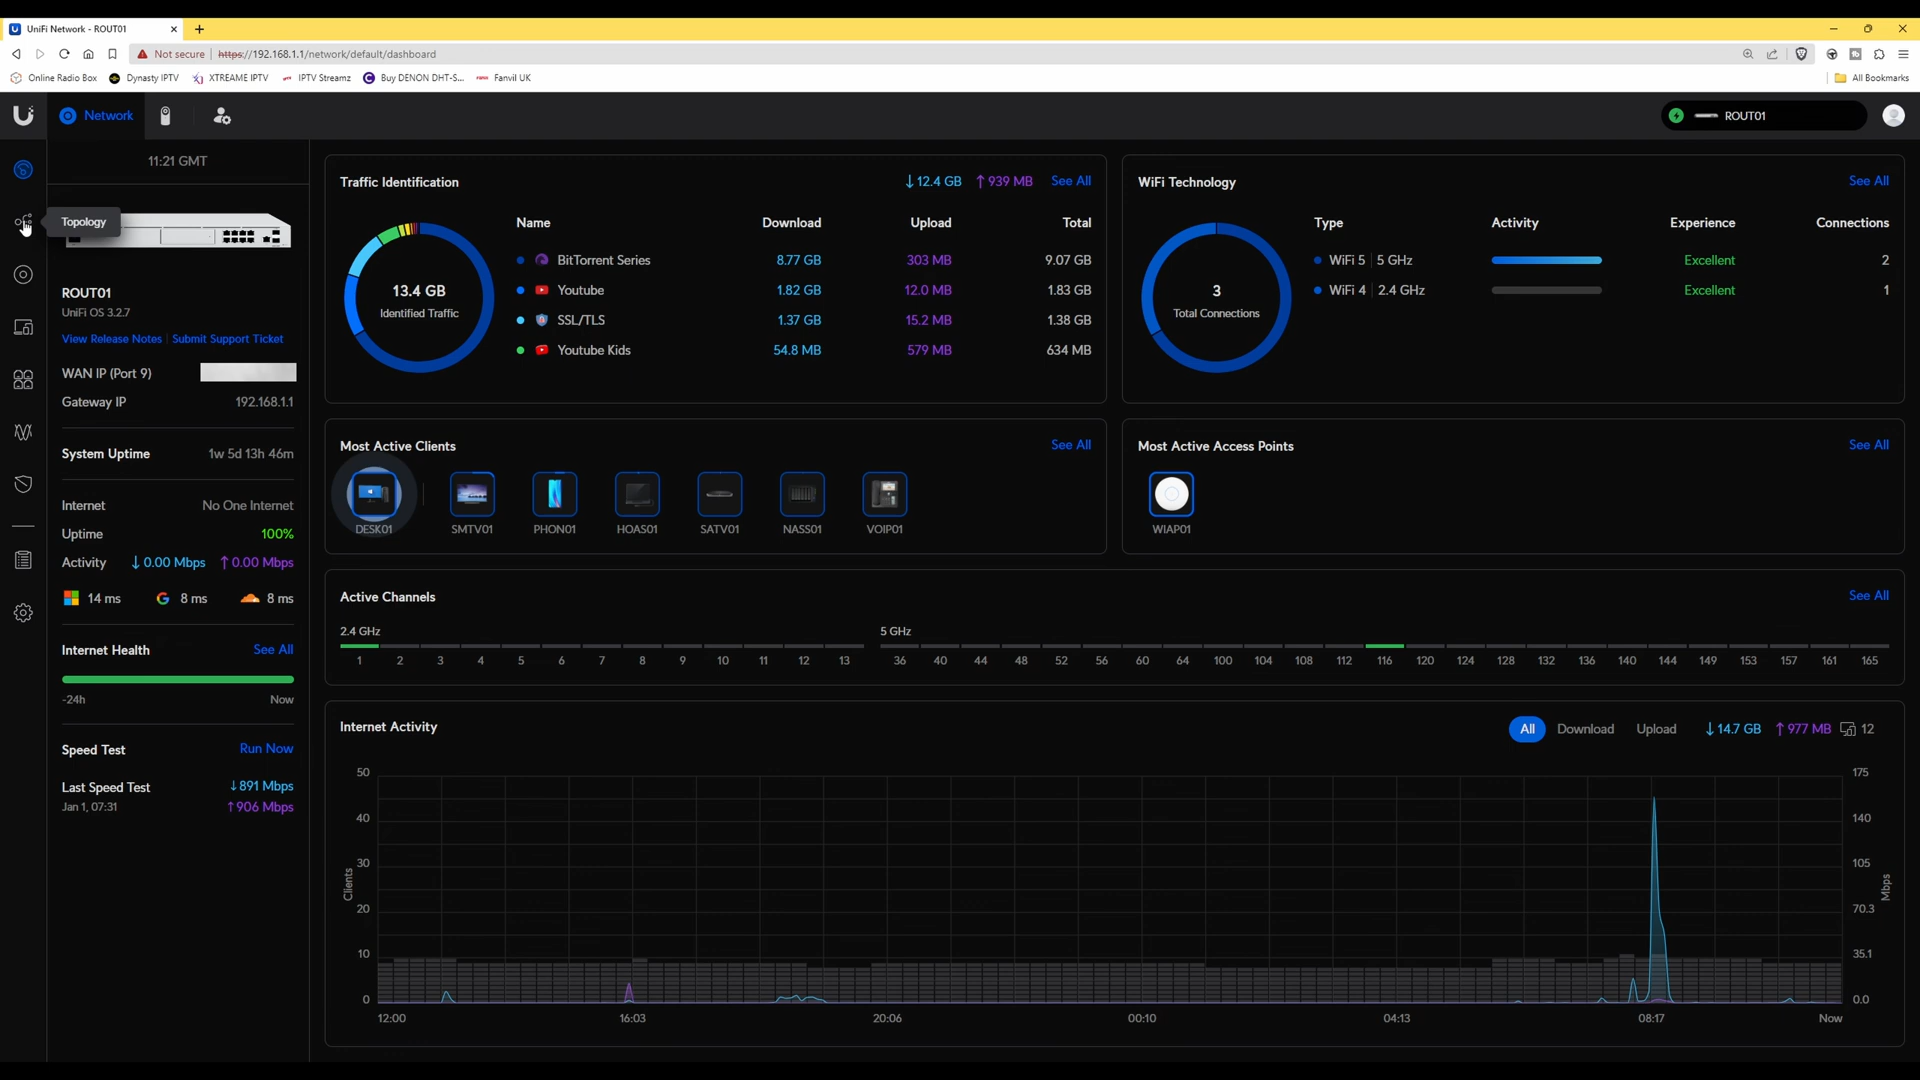 UniFi Network - ROUT01
Not secure https://192.168.1.1/network/default/dashboard
Online Radio Box Dynasty IPTV XTREAME IPTV IPTV Streamz Buy DENON DHT-S... Fanvil UK All Bookmarks
Network ROUT01
11:21 GMT
Topology
ROUT01
UniFi OS 3.2.7
View Release Notes Submit Support Ticket
WAN IP (Port 9)
Gateway IP 192.168.1.1
System Uptime 1w 5d 13h 46m
Internet No One Internet
Uptime 100%
Activity ↓0.00 Mbps ↑0.00 Mbps
14 ms 8 ms 8 ms
Internet Health See All
-24h Now
Speed Test Run Now
Last Speed Test ↓891 Mbps
Jan 1, 07:31 ↑906 Mbps
Traffic Identification ↓12.4 GB ↑939 MB See All
Name Download Upload Total
13.4 GB
Identified Traffic
BitTorrent Series 8.77 GB 303 MB 9.07 GB
Youtube 1.82 GB 12.0 MB 1.83 GB
SSL/TLS 1.37 GB 15.2 MB 1.38 GB
Youtube Kids 54.8 MB 579 MB 634 MB
WiFi Technology See All
Type Activity Experience Connections
3
Total Connections
WiFi 5 5 GHz Excellent 2
WiFi 4 2.4 GHz Excellent 1
Most Active Clients See All
DESK01 SMTV01 PHON01 HOAS01 SATV01 NASS01 VOIP01
Most Active Access Points See All
WIAP01
Active Channels See All
2.4 GHz
1 2 3 4 5 6 7 8 9 10 11 12 13
5 GHz
36 40 44 48 52 56 60 64 100 104 108 112 116 120 124 128 132 136 140 144 149 153 157 161 165
Internet Activity All Download Upload ↓14.7 GB ↑977 MB 12
50 175
40 140
30 105
Clients Mbps
20 70.3
10 35.1
0 0.0
12:00 16:03 20:06 00:10 04:13 08:17 Now